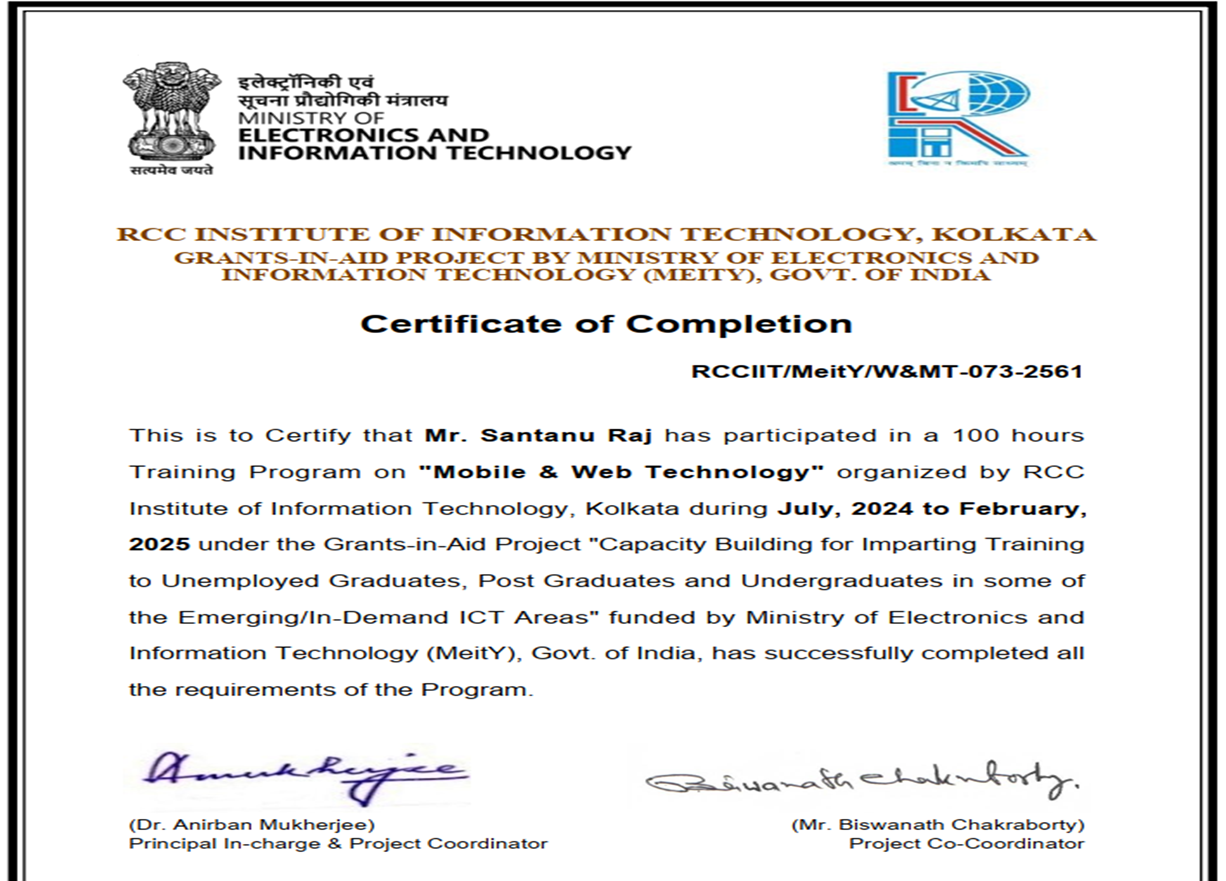 इलेक्ट्रॉनिकी एवं
सूचना प्रौद्योगिकी मंत्रालय
MINISTRY OF
ELECTRONICS AND
INFORMATION TECHNOLOGY
सत्यमेव जयते
RCC INSTITUTE OF INFORMATION TECHNOLOGY, KOLKATA
GRANTS-IN-AID PROJECT BY MINISTRY OF ELECTRONICS AND
INFORMATION TECHNOLOGY (MEITY), GOVT. OF INDIA
Certificate of Completion
RCCIIT/MeitY/W&MT-073-2561
This is to Certify that Mr. Santanu Raj has participated in a 100 hours
Training Program on "Mobile & Web Technology" organized by RCC
Institute of Information Technology, Kolkata during July, 2024 to February,
2025 under the Grants-in-Aid Project "Capacity Building for Imparting Training
to Unemployed Graduates, Post Graduates and Undergraduates in some of
the Emerging/In-Demand ICT Areas" funded by Ministry of Electronics and
Information Technology (MeitY), Govt. of India, has successfully completed all
the requirements of the Program.
Amukherjee
Biswanath Chakraborty.
(Dr. Anirban Mukherjee)
Principal In-charge & Project Coordinator
(Mr. Biswanath Chakraborty)
Project Co-Coordinator